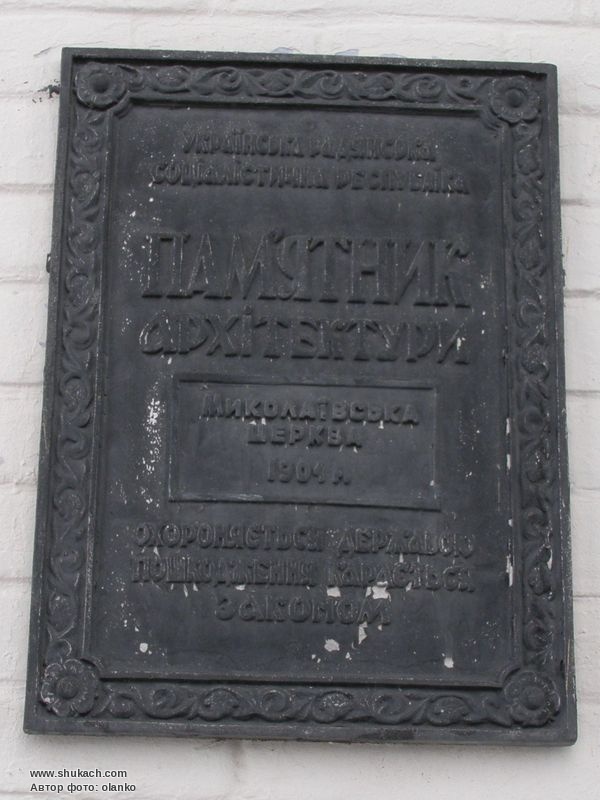 Українська Радянська
Соціалістична Республіка
ПАМ'ЯТНИК
АРХІТЕКТУРИ
Миколаївська
церква
1904 р.
Охороняється державою
пошкодження карається
законом
www.shukach.com
Автор фото: olanko